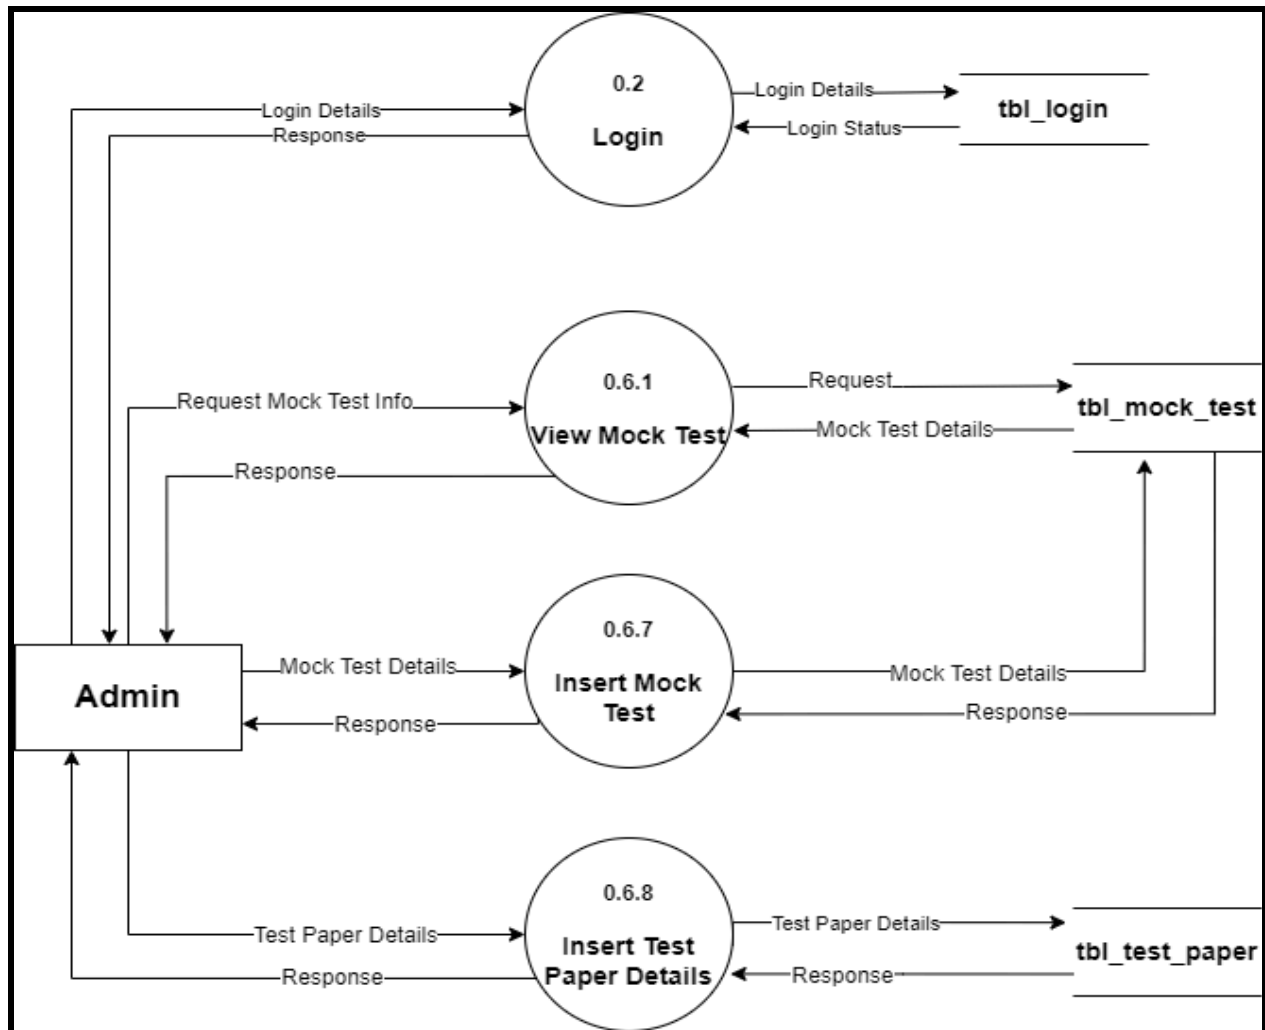 0.2
Login
Login Details
Response
Login Details
Login Status
tbl_login
0.6.1
View Mock Test
Request Mock Test Info
Response
Request
Mock Test Details
tbl_mock_test
0.6.7
Insert Mock
Test
Admin
Mock Test Details
Response
Mock Test Details
Response
0.6.8
Insert Test
Paper Details
Test Paper Details
Response
Test Paper Details
Response
tbl_test_paper